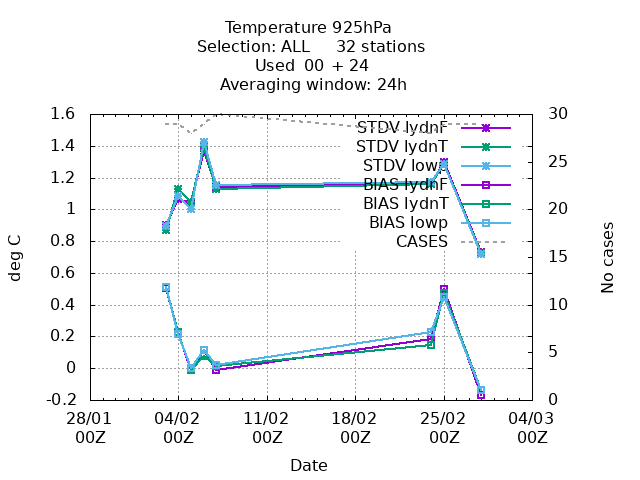 Temperature 925hPa
Selection: ALL 32 stations
Used 00 + 24
Averaging window: 24h
1.6
1.4
1.2
1
0.8
0.6
0.4
0.2
0
-0.2
deg C
30
25
20
15
10
5
0
No cases
STDV lydnF
STDV lydnT
STDV lowp
BIAS lydnF
BIAS lydnT
BIAS lowp
CASES
28/01 04/02 11/02 18/02 25/02 04/03
00Z 00Z 00Z 00Z 00Z 00Z
Date